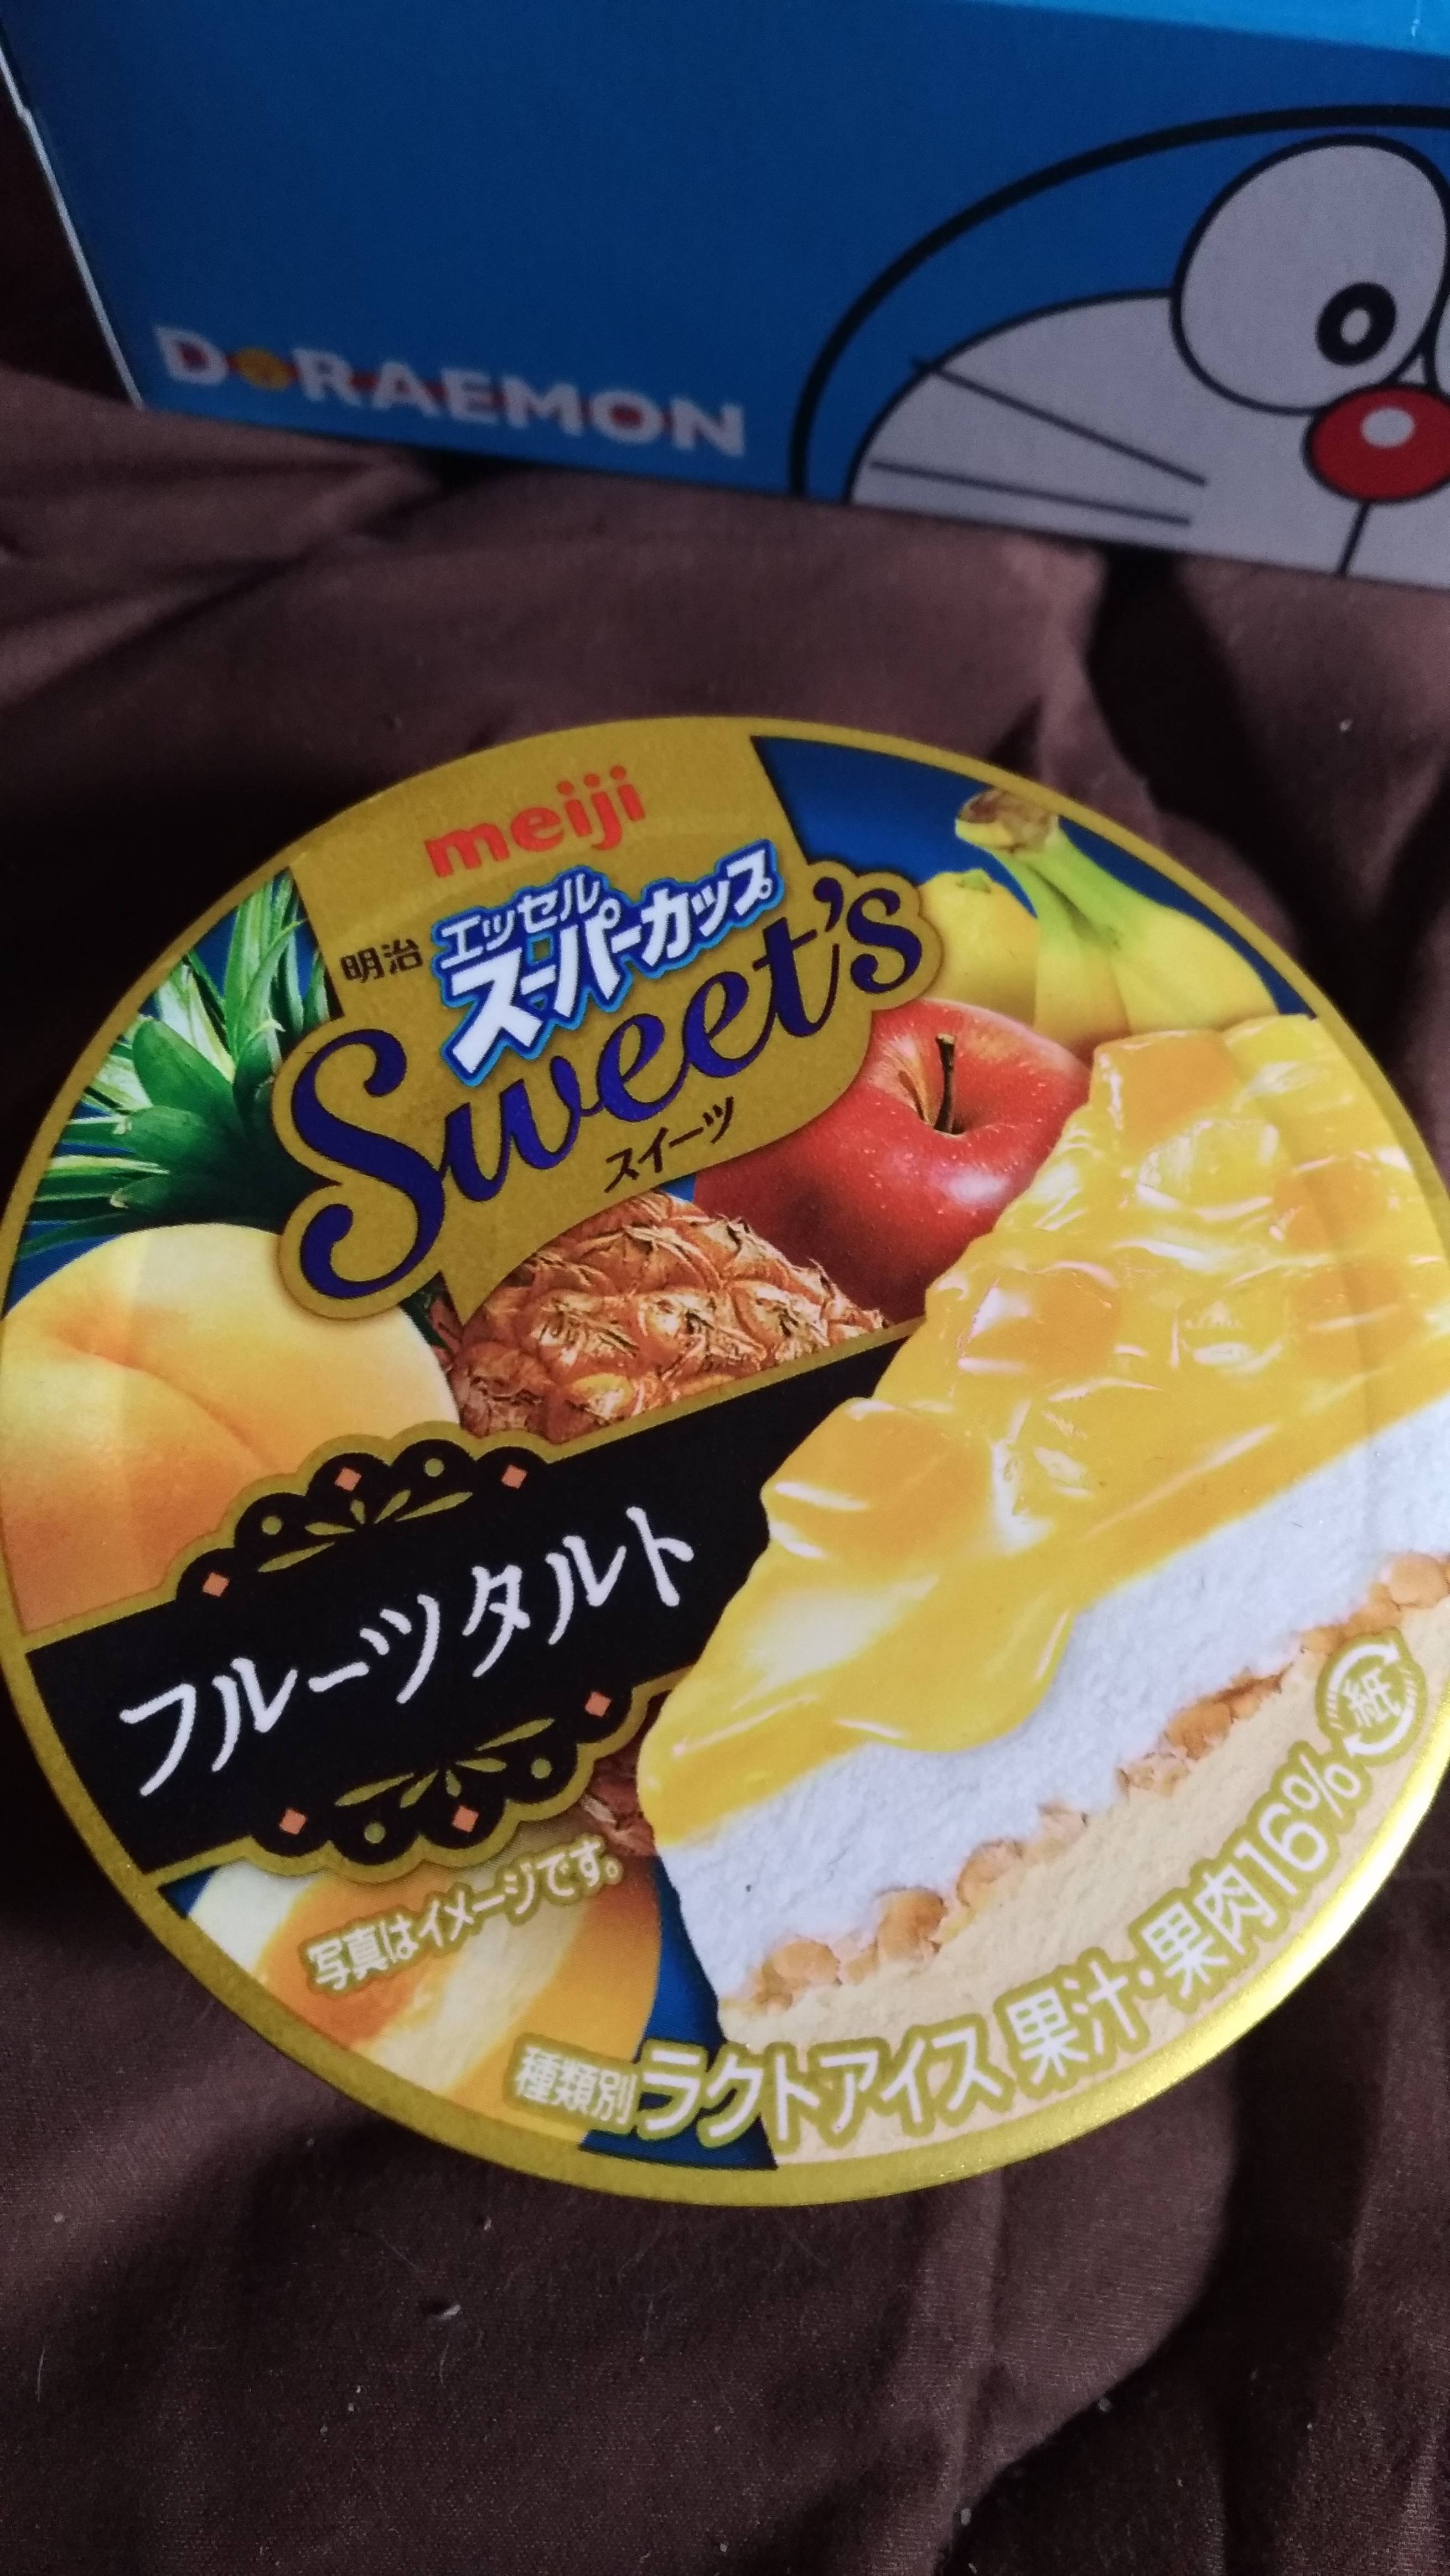 DORAEMON
meiji
明治 エッセル
スーパーカップ
Sweet's
スイーツ
フルーツタルト
写真はイメージです。
種類別ラクトアイス 果汁・果肉16% 紙